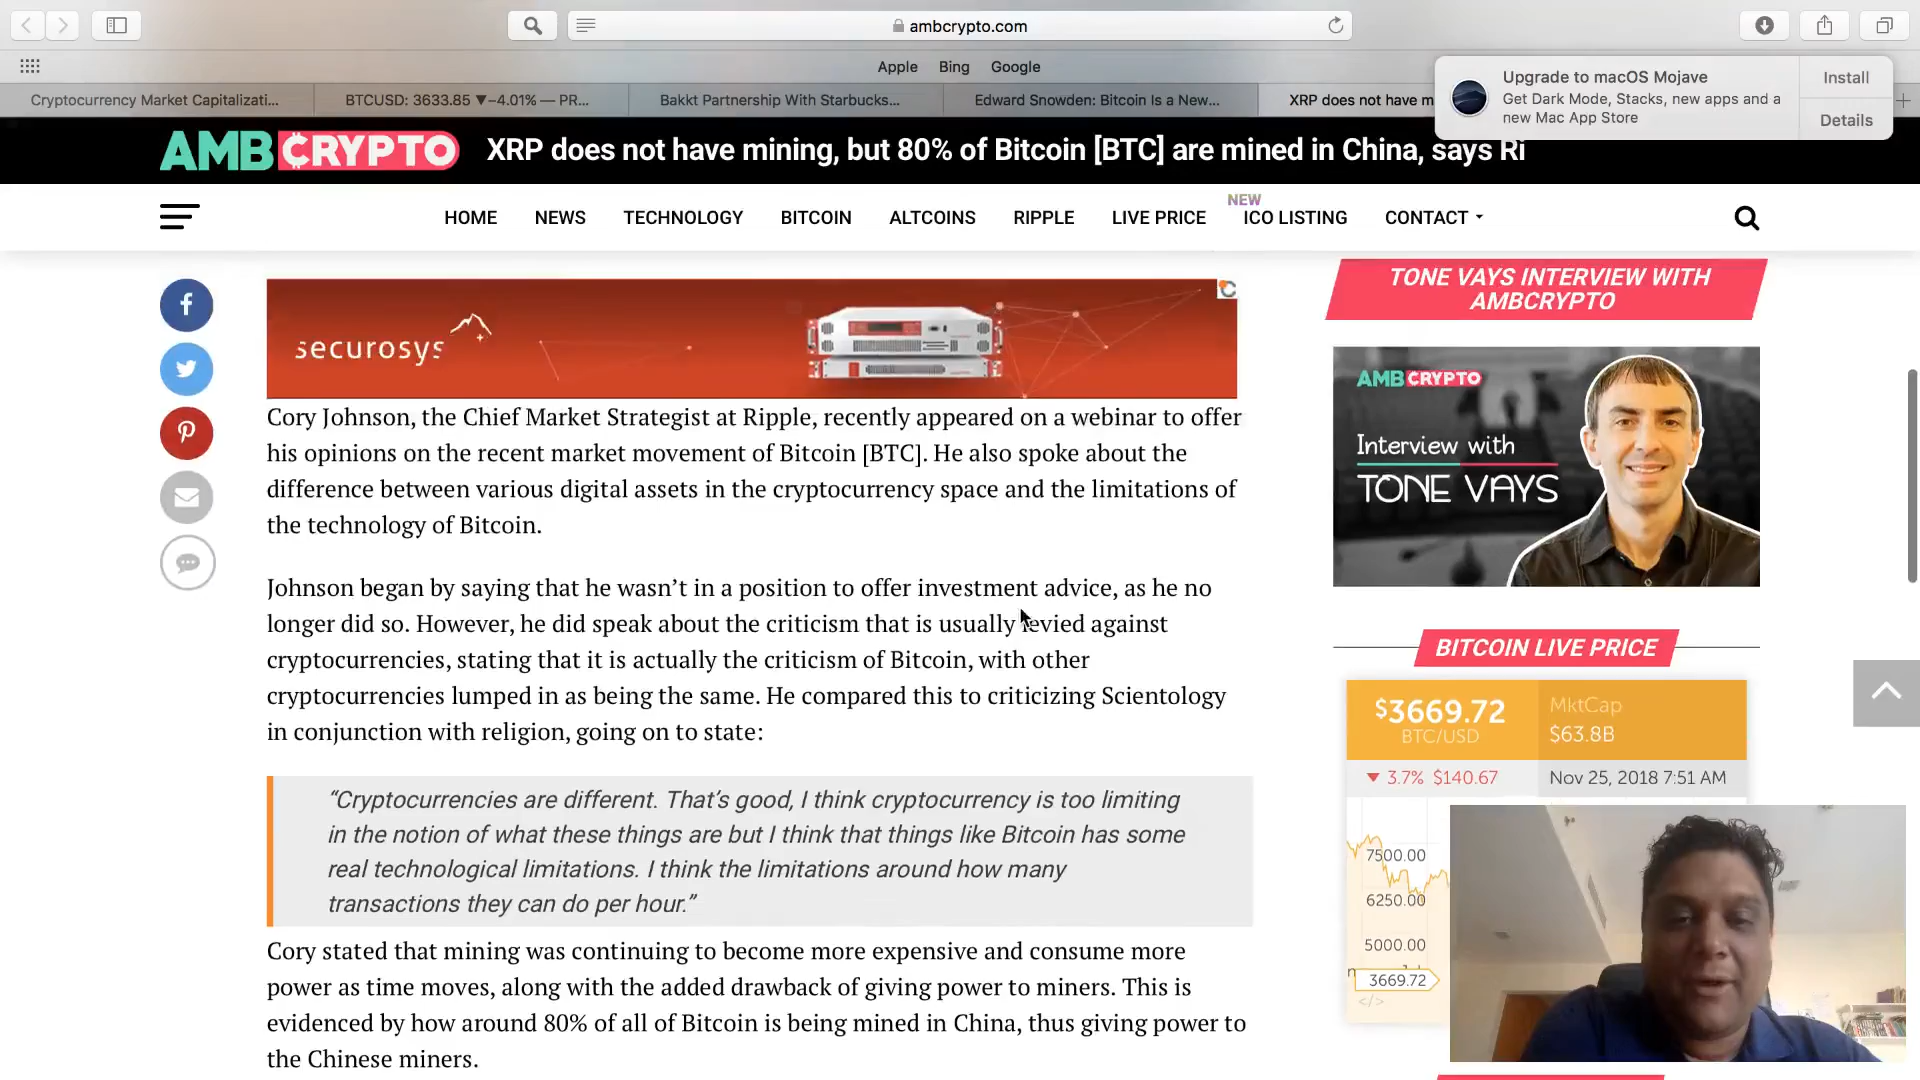 ambcrypto.com
Apple Bing Google
Cryptocurrency Market Capitalizati...
BTCUSD: 3633.85 ▼−4.01% — PR...
Bakkt Partnership With Starbucks...
Edward Snowden: Bitcoin Is a New...
XRP does not have m
Upgrade to macOS Mojave
Get Dark Mode, Stacks, new apps and a
new Mac App Store
Install
Details
AMBCRYPTO
XRP does not have mining, but 80% of Bitcoin [BTC] are mined in China, says Ri
HOME NEWS TECHNOLOGY BITCOIN ALTCOINS RIPPLE LIVE PRICE NEW ICO LISTING CONTACT
securosys
Cory Johnson, the Chief Market Strategist at Ripple, recently appeared on a webinar to offer
his opinions on the recent market movement of Bitcoin [BTC]. He also spoke about the
difference between various digital assets in the cryptocurrency space and the limitations of
the technology of Bitcoin.
Johnson began by saying that he wasn’t in a position to offer investment advice, as he no
longer did so. However, he did speak about the criticism that is usually levied against
cryptocurrencies, stating that it is actually the criticism of Bitcoin, with other
cryptocurrencies lumped in as being the same. He compared this to criticizing Scientology
in conjunction with religion, going on to state:
“Cryptocurrencies are different. That’s good, I think cryptocurrency is too limiting
in the notion of what these things are but I think that things like Bitcoin has some
real technological limitations. I think the limitations around how many
transactions they can do per hour.”
Cory stated that mining was continuing to become more expensive and consume more
power as time moves, along with the added drawback of giving power to miners. This is
evidenced by how around 80% of all of Bitcoin is being mined in China, thus giving power to
the Chinese miners.
TONE VAYS INTERVIEW WITH
AMBCRYPTO
AMBCRYPTO
Interview with
TONE VAYS
BITCOIN LIVE PRICE
$3669.72
BTC/USD
MktCap
$63.8B
▼ 3.7% $140.67
Nov 25, 2018 7:51 AM
7500.00
6250.00
5000.00
3669.72
</>